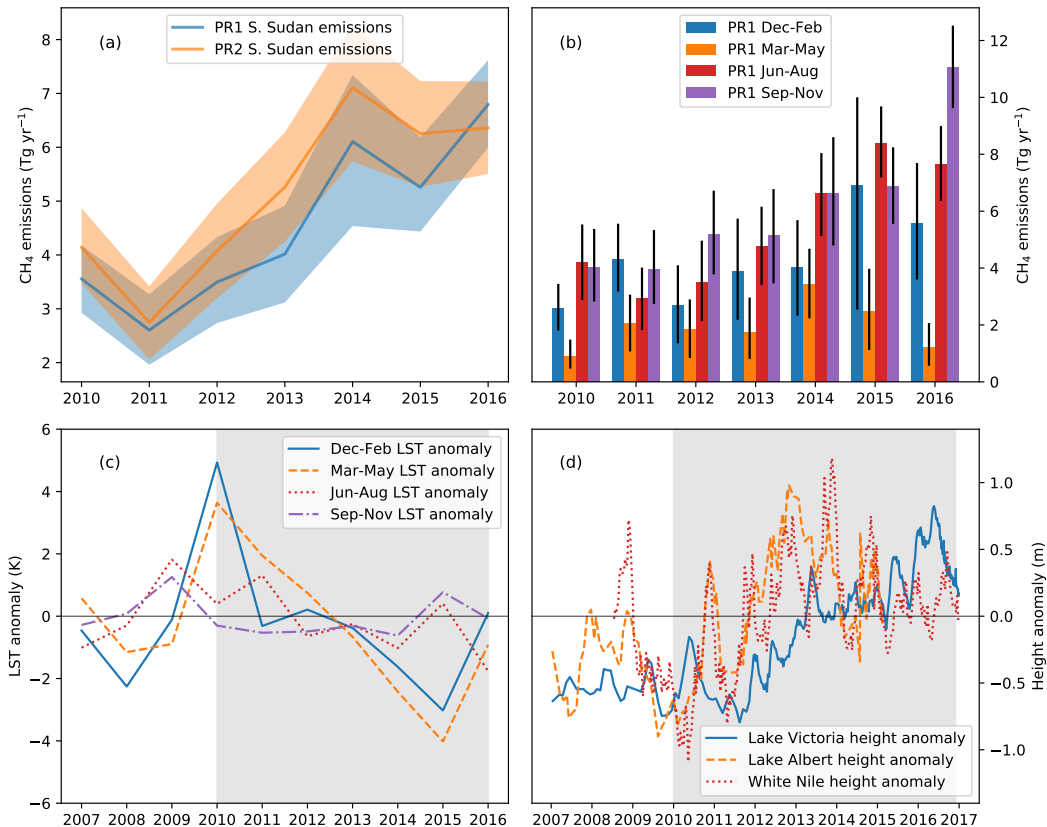 (a)
PR1 S. Sudan emissions
PR2 S. Sudan emissions
CH₄ emissions (Tg yr⁻¹)
8
7
6
5
4
3
2
2010 2011 2012 2013 2014 2015 2016
(b)
PR1 Dec-Feb
PR1 Mar-May
PR1 Jun-Aug
PR1 Sep-Nov
CH₄ emissions (Tg yr⁻¹)
12
10
8
6
4
2
0
2010 2011 2012 2013 2014 2015 2016
(c)
Dec-Feb LST anomaly
Mar-May LST anomaly
Jun-Aug LST anomaly
Sep-Nov LST anomaly
LST anomaly (K)
6
4
2
0
−2
−4
−6
2007 2008 2009 2010 2011 2012 2013 2014 2015 2016
(d)
Lake Victoria height anomaly
Lake Albert height anomaly
White Nile height anomaly
Height anomaly (m)
1.0
0.5
0.0
−0.5
−1.0
2007 2008 2009 2010 2011 2012 2013 2014 2015 2016 2017